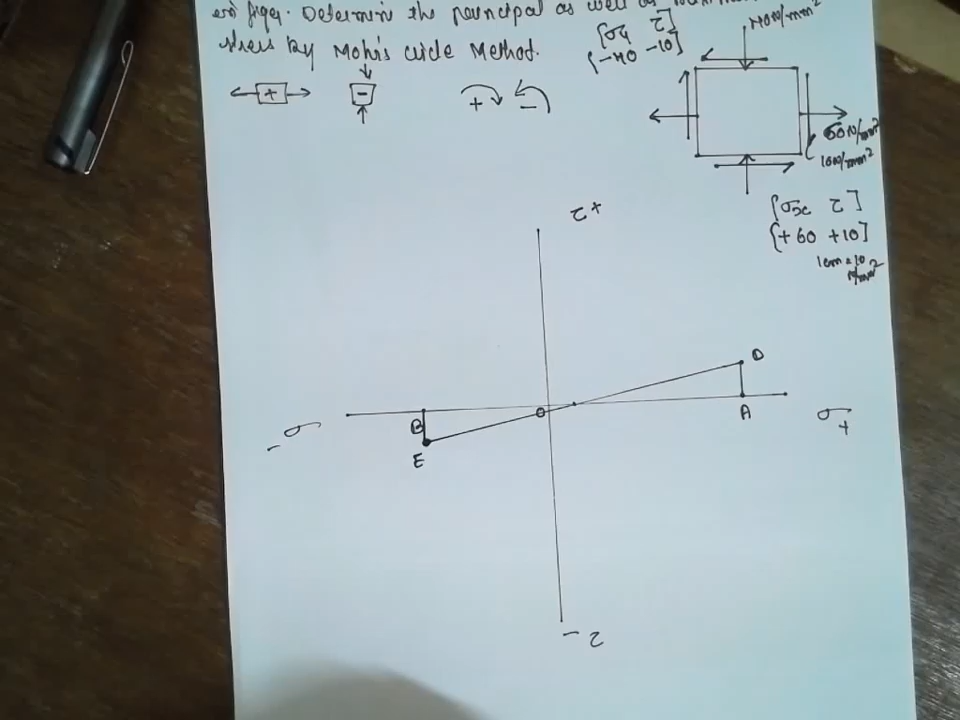 Determin the principal as well as
stress by Mohr's circle Method.
[σy τ]
[-40 -10]
40N/mm²
+
-
+
-
60N/mm²
10N/mm²
[σx τ]
[+60 +10]
1cm = 10
N/mm²
τ+
D
σ
+
A
O
B
-σ
E
-τ